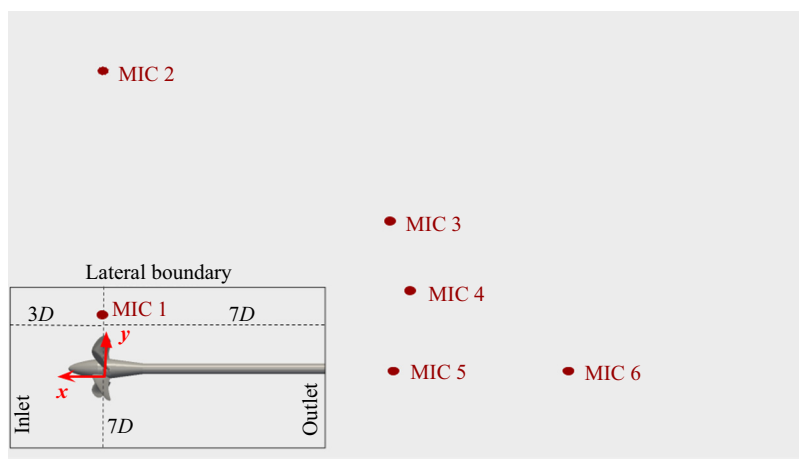 MIC 2
MIC 3
Lateral boundary
MIC 4
3D
MIC 1
7D
y
x
MIC 5
MIC 6
Inlet
7D
Outlet